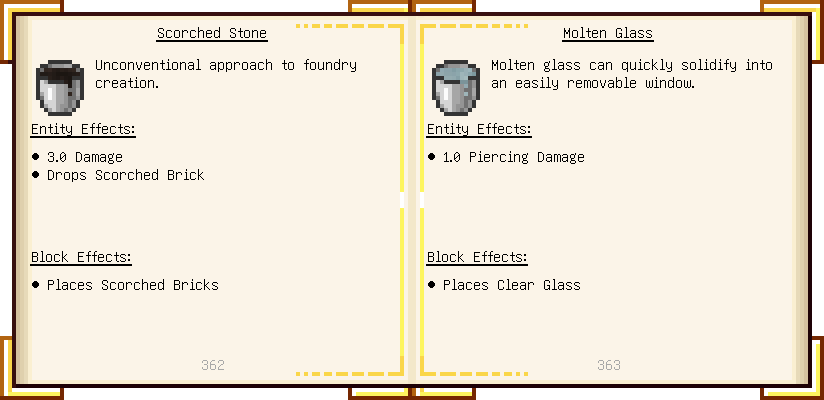 Scorched Stone
Unconventional approach to foundry
creation.
Entity Effects:
• 3.0 Damage
• Drops Scorched Brick
Block Effects:
• Places Scorched Bricks
362
Molten Glass
Molten glass can quickly solidify into
an easily removable window.
Entity Effects:
• 1.0 Piercing Damage
Block Effects:
• Places Clear Glass
363